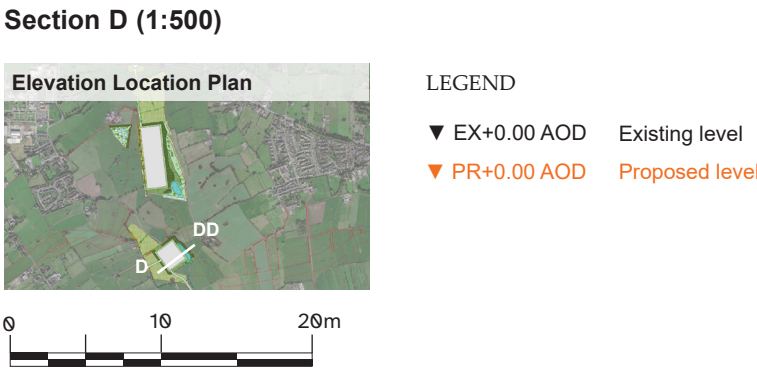 Section D (1:500)
Elevation Location Plan
DD
D
0 10 20m
LEGEND
▼ EX+0.00 AOD Existing level
▼ PR+0.00 AOD Proposed level